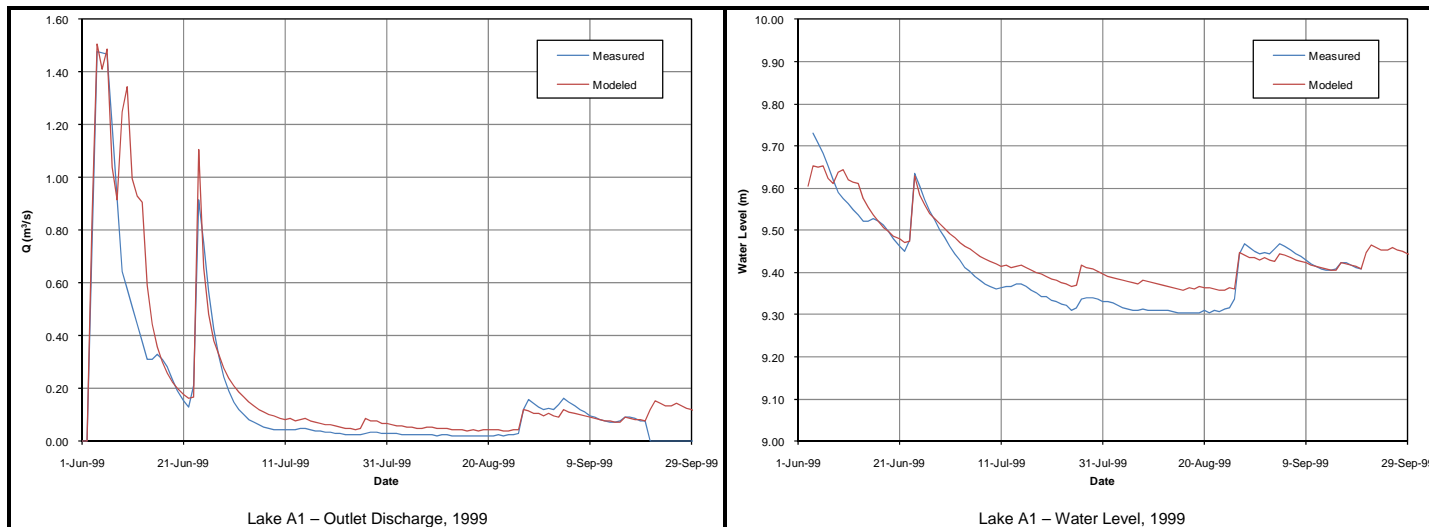 1.60
1.40
1.20
1.00
0.80
0.60
0.40
0.20
0.00
Q (m³/s)
1-Jun-99
21-Jun-99
11-Jul-99
31-Jul-99
20-Aug-99
9-Sep-99
29-Sep-99
Date
Measured
Modeled
Lake A1 – Outlet Discharge, 1999
10.00
9.90
9.80
9.70
9.60
9.50
9.40
9.30
9.20
9.10
9.00
Water Level (m)
1-Jun-99
21-Jun-99
11-Jul-99
31-Jul-99
20-Aug-99
9-Sep-99
29-Sep-99
Date
Measured
Modeled
Lake A1 – Water Level, 1999